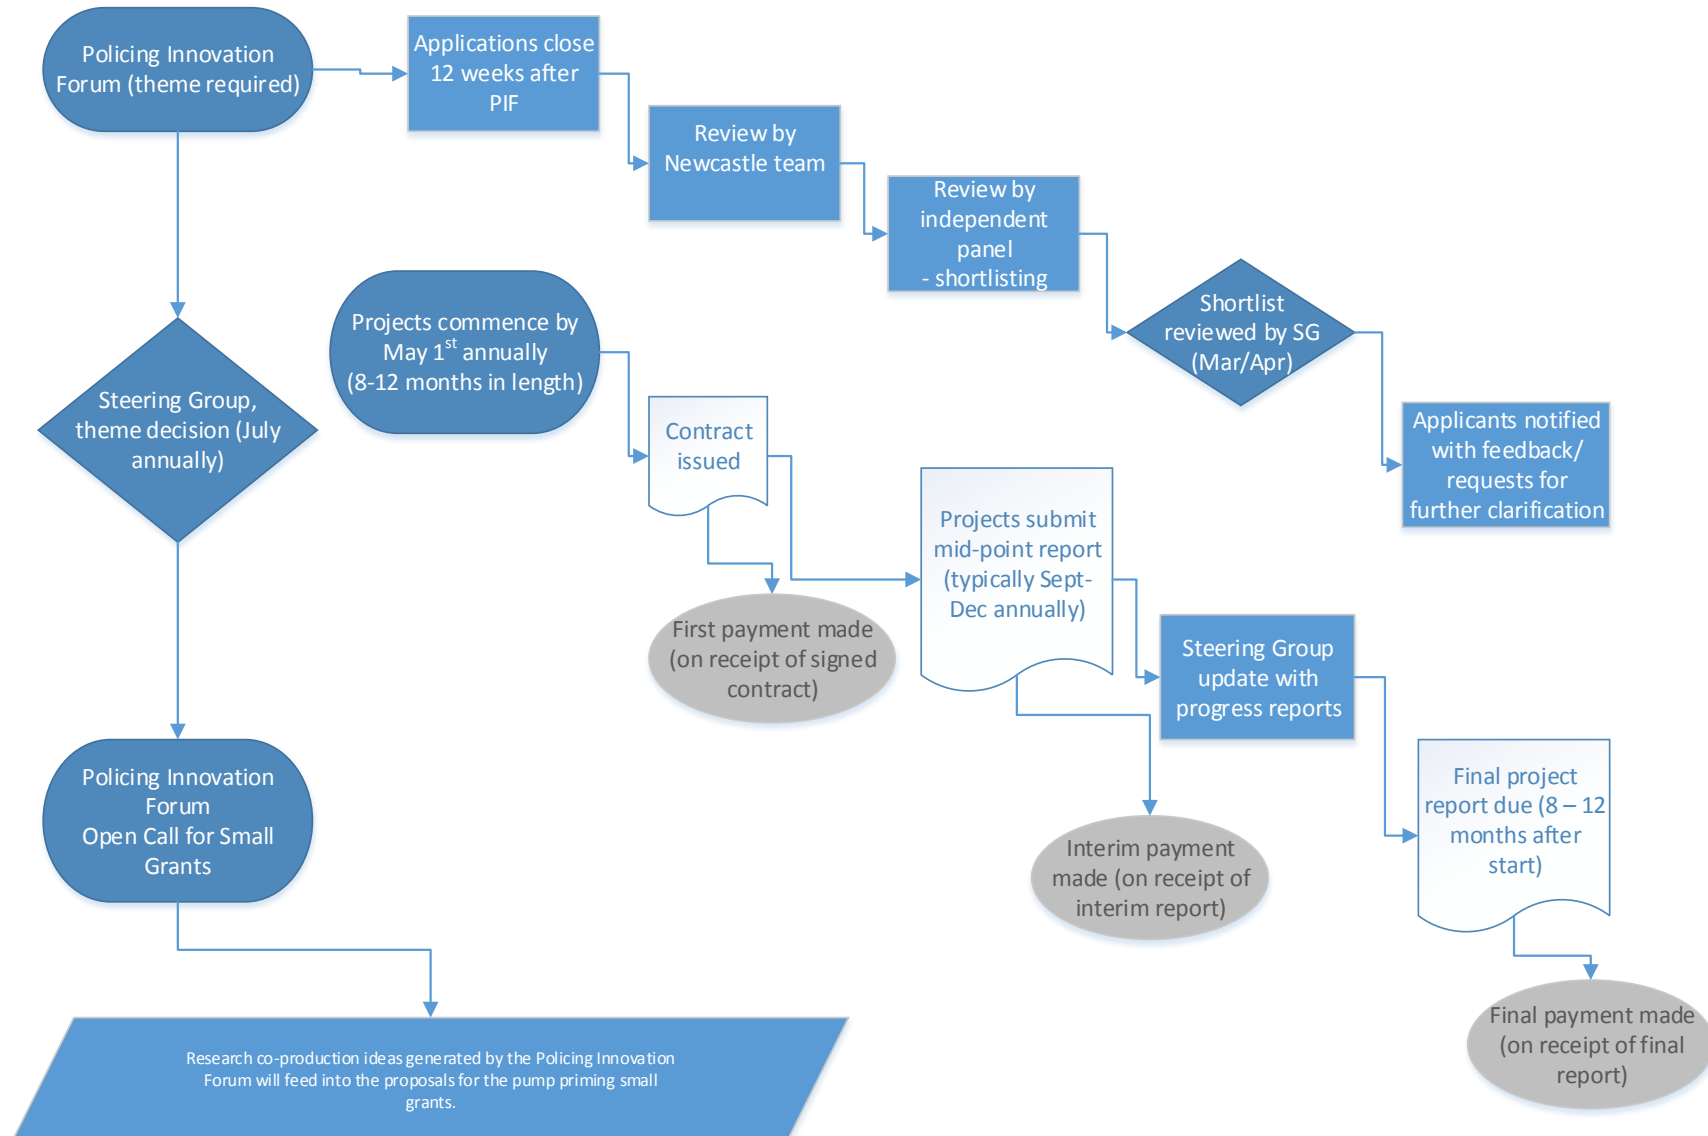 Policing Innovation
Forum (theme required)
Applications close
12 weeks after
PIF
Review by
Newcastle team
Review by
independent
panel
- shortlisting
Shortlist
reviewed by SG
(Mar/Apr)
Applicants notified
with feedback/
requests for
further clarification
Steering Group,
theme decision (July
annually)
Policing Innovation
Forum
Open Call for Small
Grants
Research co-production ideas generated by the Policing Innovation
Forum will feed into the proposals for the pump priming small
grants.
Projects commence by
May 1st annually
(8-12 months in length)
Contract
issued
First payment made
(on receipt of signed
contract)
Projects submit
mid-point report
(typically Sept-
Dec annually)
Interim payment
made (on receipt of
interim report)
Steering Group
update with
progress reports
Final project
report due (8 – 12
months after
start)
Final payment made
(on receipt of final
report)